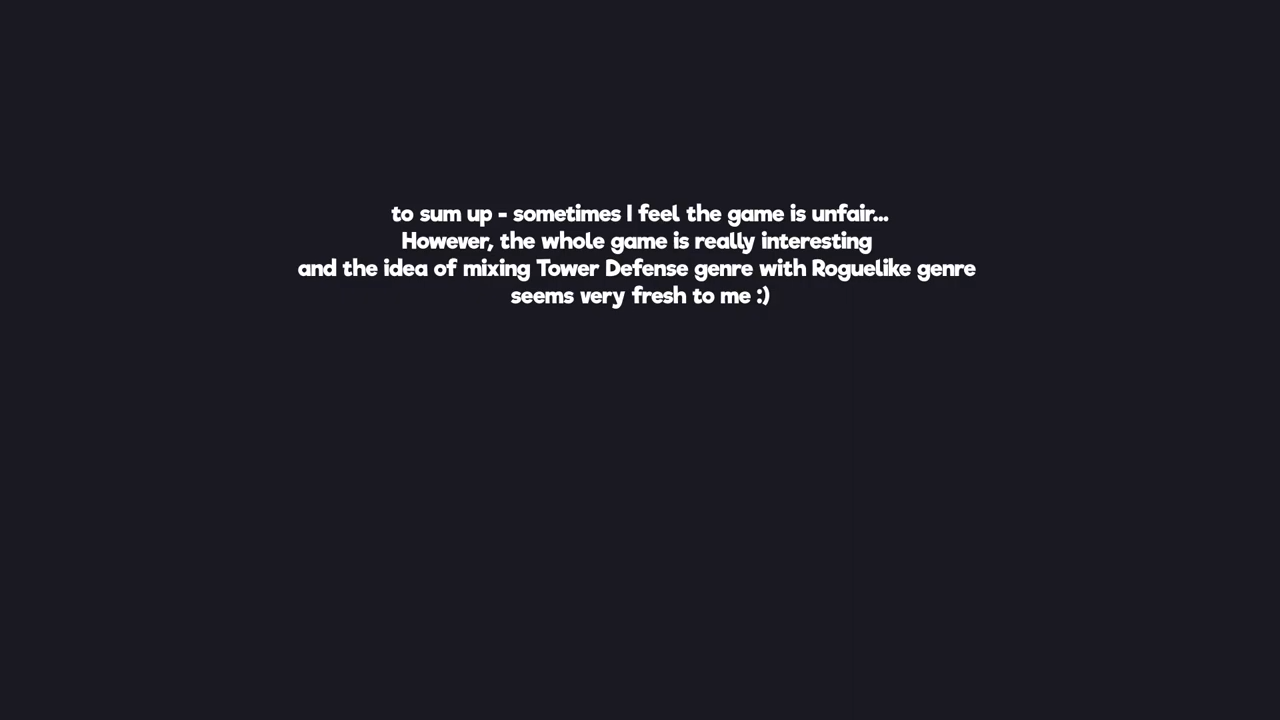 to sum up - sometimes I feel the game is unfair...
However, the whole game is really interesting
and the idea of mixing Tower Defense genre with Roguelike genre
seems very fresh to me :)